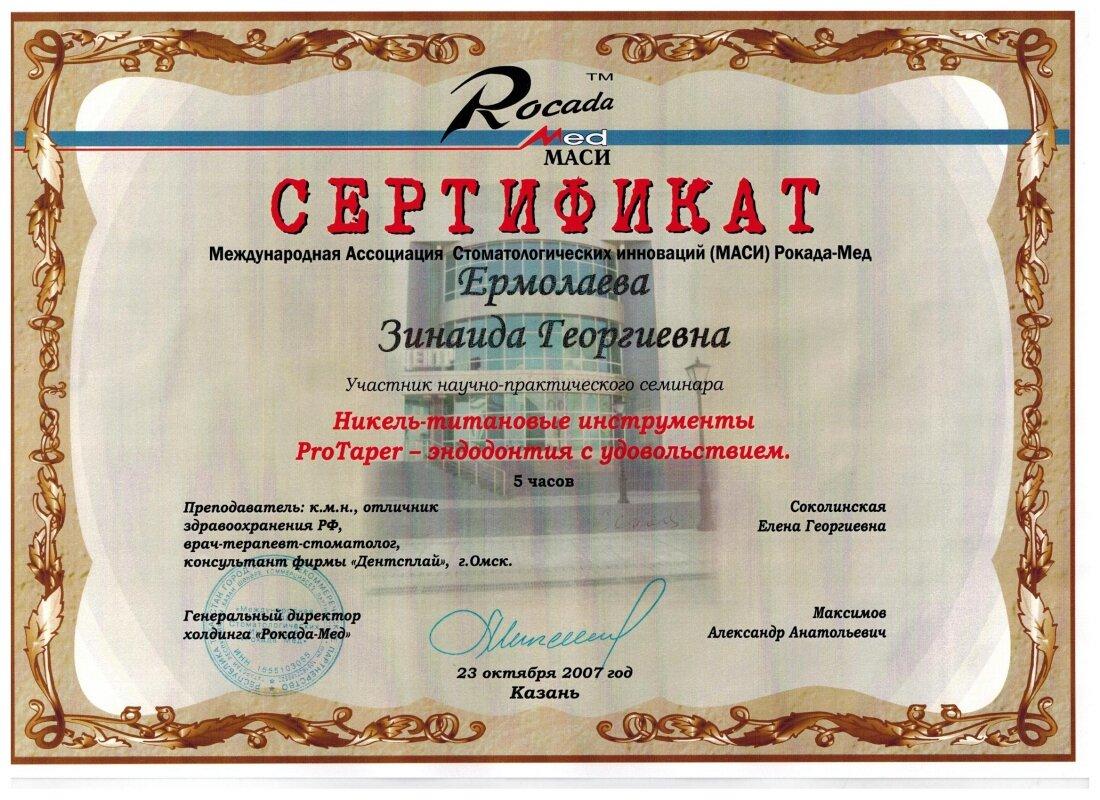 Rocada ™
Med
МАСИ
СЕРТИФИКАТ
Международная Ассоциация Стоматологических инноваций (МАСИ) Рокада-Мед
Ермолаева
Зинаида Георгиевна
Участник научно-практического семинара
Никель-титановые инструменты
ProTaper – эндодонтия с удовольствием.
5 часов
Преподаватель: к.м.н., отличник
здравоохранения РФ,
врач-терапевт-стоматолог,
консультант фирмы «Дентсплай», г.Омск.
Соколинская
Елена Георгиевна
Генеральный директор
холдинга «Рокада-Мед»
Максимов
Александр Анатольевич
23 октября 2007 год
Казань